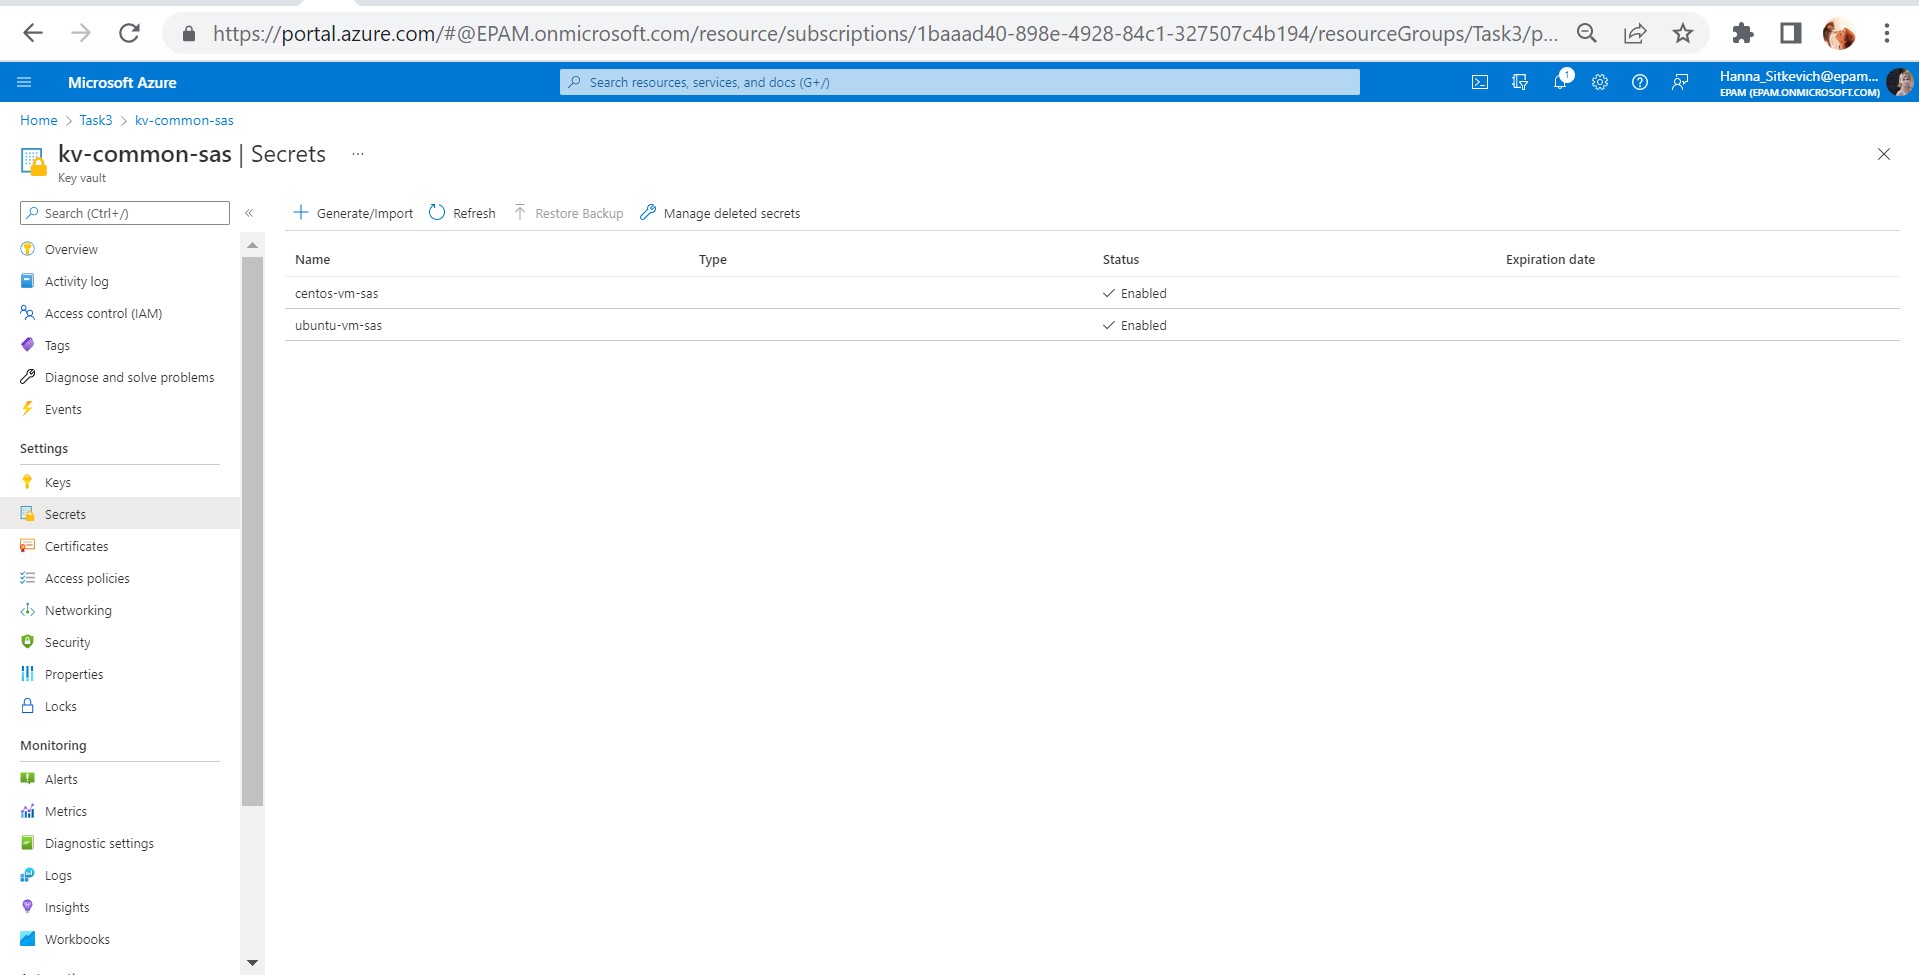 https://portal.azure.com/#@EPAM.onmicrosoft.com/resource/subscriptions/1baaad40-898e-4928-84c1-327507c4b194/resourceGroups/Task3/p...
Microsoft Azure
Search resources, services, and docs (G+/)
1
Hanna_Sitkevich@epam...
EPAM (EPAM.ONMICROSOFT.COM)
Home > Task3 > kv-common-sas
kv-common-sas | Secrets ...
Key vault
Search (Ctrl+/)
«
Generate/Import Refresh Restore Backup Manage deleted secrets
Overview
Activity log
Access control (IAM)
Tags
Diagnose and solve problems
Events
Settings
Keys
Secrets
Certificates
Access policies
Networking
Security
Properties
Locks
Monitoring
Alerts
Metrics
Diagnostic settings
Logs
Insights
Workbooks
Name Type Status Expiration date
centos-vm-sas Enabled
ubuntu-vm-sas Enabled